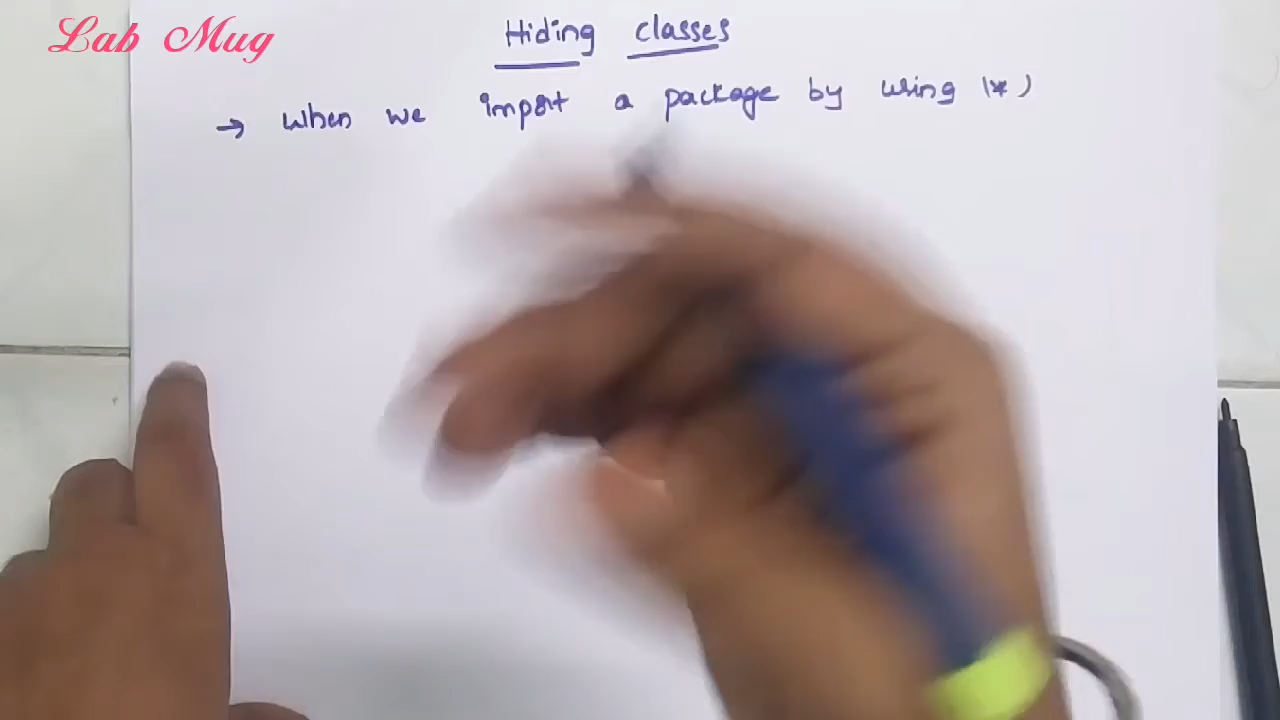 Lab Mug
Hiding classes
→ when we import a package by using (*)